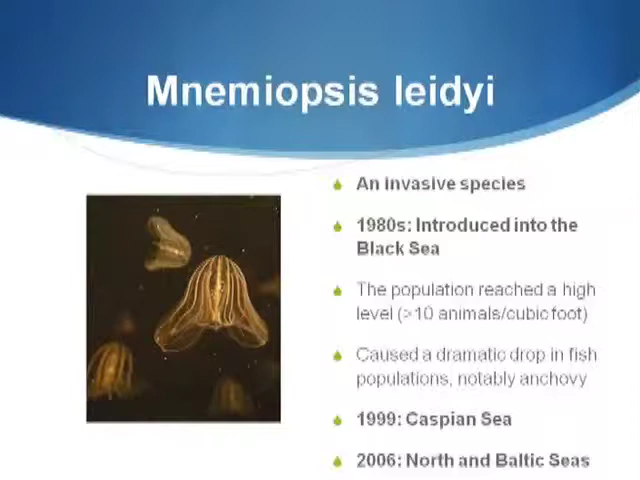 Mnemiopsis leidyi
An invasive species
1980s: Introduced into the
Black Sea
The population reached a high
level (>10 animals/cubic foot)
Caused a dramatic drop in fish
populations, notably anchovy
1999: Caspian Sea
2006: North and Baltic Seas